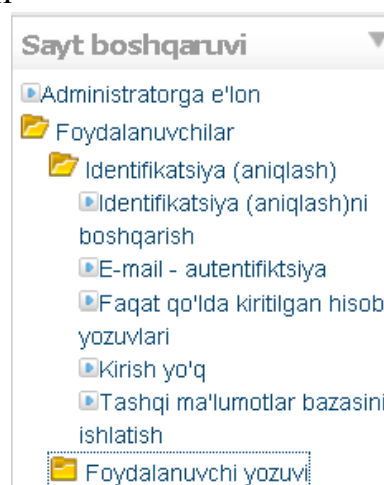 Sayt boshqaruvi
Administratorga e'lon
Foydalanuvchilar
Identifikatsiya (aniqlash)
Identifikatsiya (aniqlash)ni
boshqarish
E-mail - autentifiktsiya
Faqat qo'lda kiritilgan hisob
yozuvlari
Kirish yo'q
Tashqi ma'lumotlar bazasini
ishlatish
Foydalanuvchi yozuvi